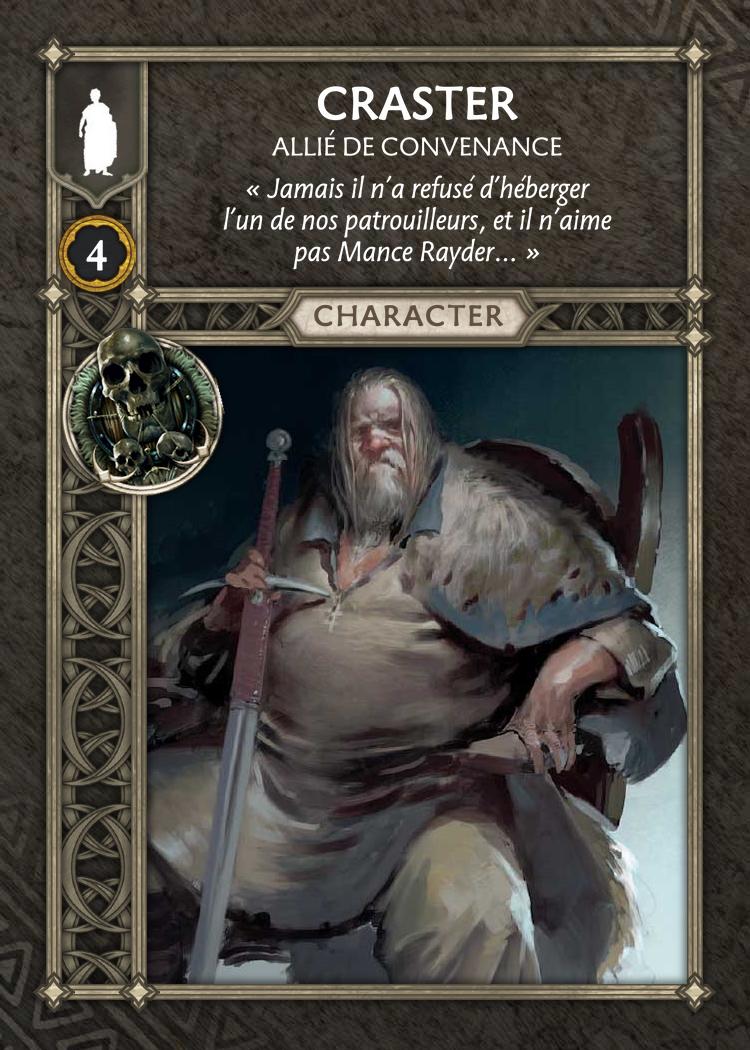 CRASTER
ALLIÉ DE CONVENANCE
« Jamais il n’a refusé d’héberger
l’un de nos patrouilleurs, et il n’aime
pas Mance Rayder... »
4
CHARACTER